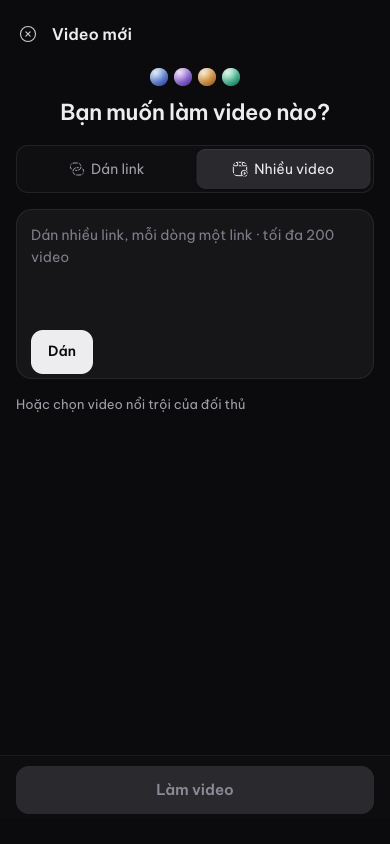 Video mới
Bạn muốn làm video nào?
Dán link
Nhiều video
Dán nhiều link, mỗi dòng một link · tối đa 200
video
Dán
Hoặc chọn video nổi trội của đối thủ
Làm video